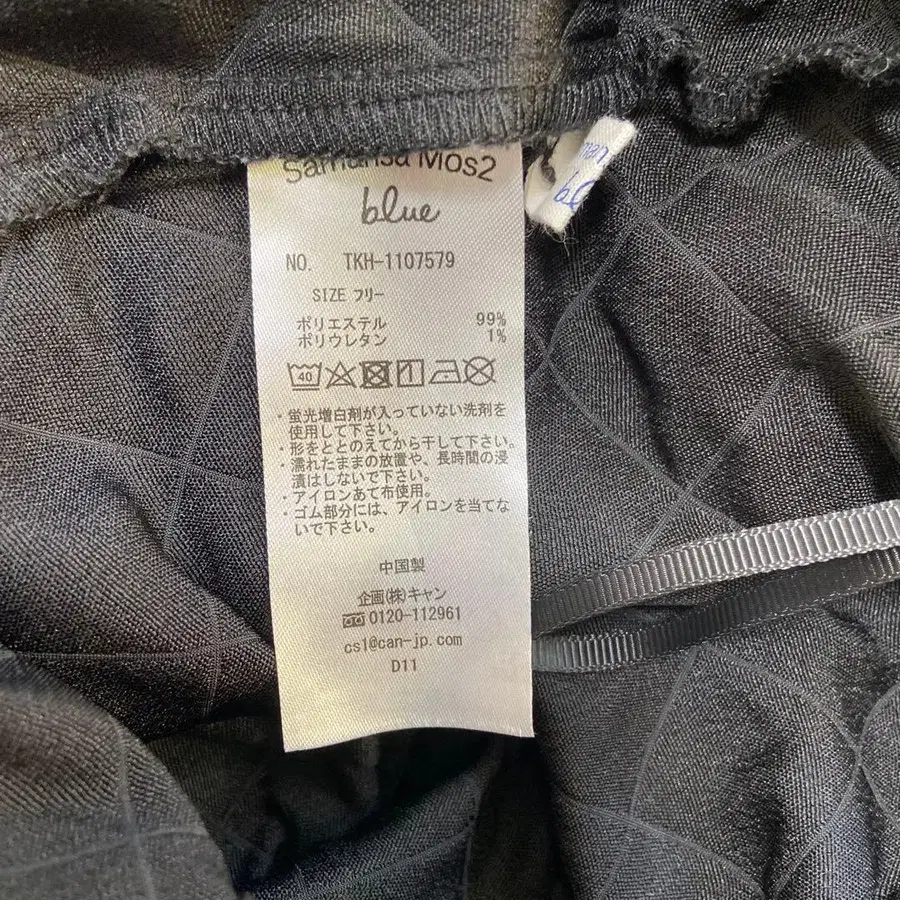 Samansa Mos2
blue
NO. TKH-1107579
SIZE フリー
ポリエステル 99%
ポリウレタン 1%
40
・蛍光増白剤が入っていない洗剤を
使用して下さい。
・形をととのえてから干して下さい。
・濡れたままの放置や、長時間の浸
漬はしないで下さい。
・アイロンあて布使用。
・ゴム部分には、アイロンを当てな
いで下さい。
中国製
企画(株)キャン
0120-112961
cs1@can-jp.com
D11